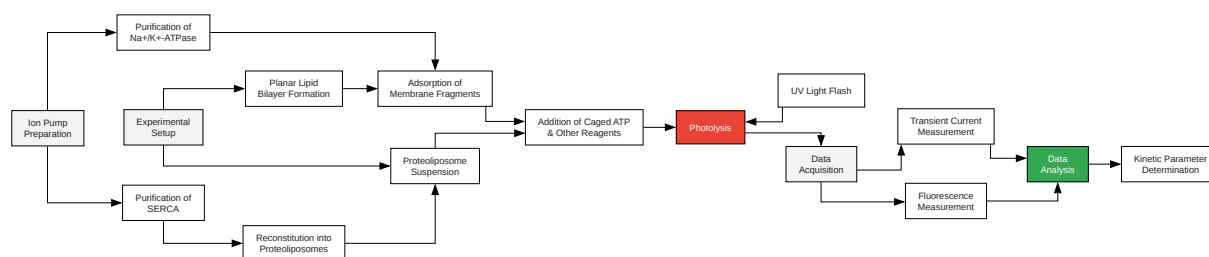 Purification of
Na+/K+-ATPase
Planar Lipid
Bilayer Formation
Adsorption of
Membrane Fragments
UV Light Flash
Ion Pump
Preparation
Experimental
Setup
Addition of Caged ATP
& Other Reagents
Photolysis
Transient Current
Measurement
Proteoliposome
Suspension
Data
Acquisition
Data
Analysis
Kinetic Parameter
Determination
Purification of
SERCA
Fluorescence
Measurement
Reconstitution into
Proteoliposomes